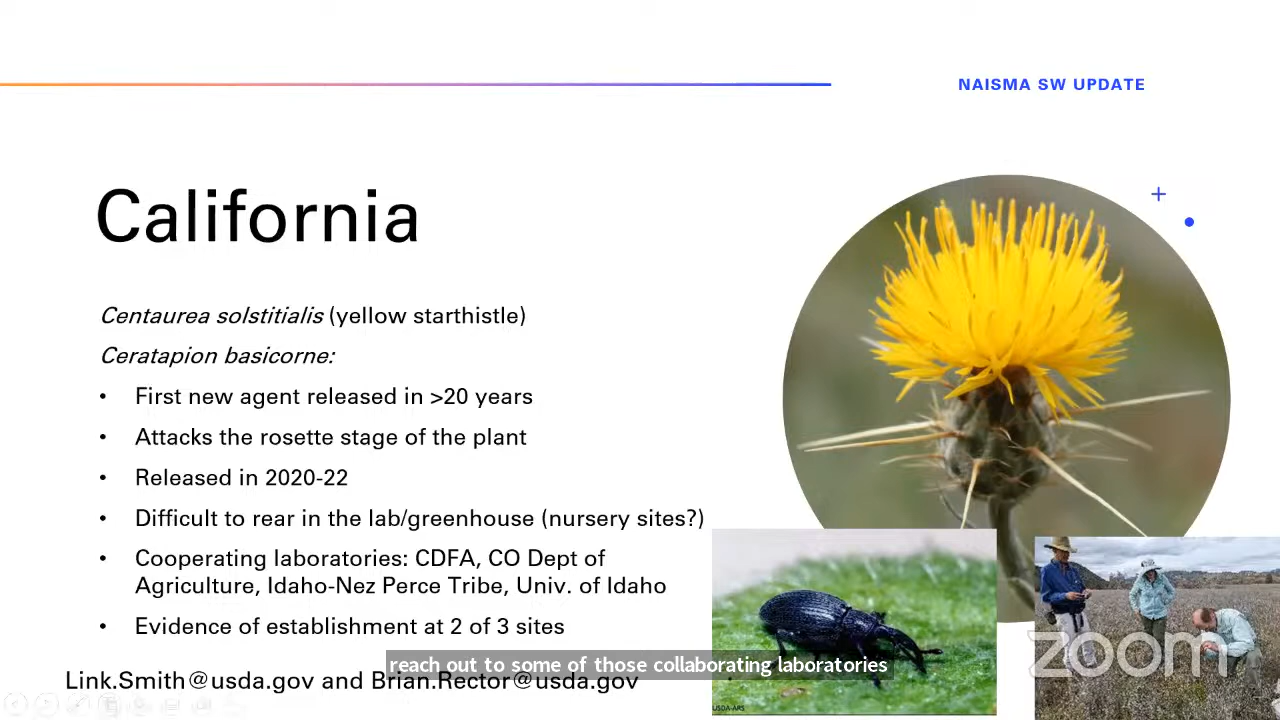 NAISMA SW UPDATE
California
Centaurea solstitialis (yellow starthistle)
Ceratapion basicorne:
• First new agent released in >20 years
• Attacks the rosette stage of the plant
• Released in 2020-22
• Difficult to rear in the lab/greenhouse (nursery sites?)
• Cooperating laboratories: CDFA, CO Dept of
Agriculture, Idaho-Nez Perce Tribe, Univ. of Idaho
• Evidence of establishment at 2 of 3 sites
reach out to some of those collaborating laboratories
Link.Smith@usda.gov and Brian.Rector@usda.gov
zoom
USDA-ARS